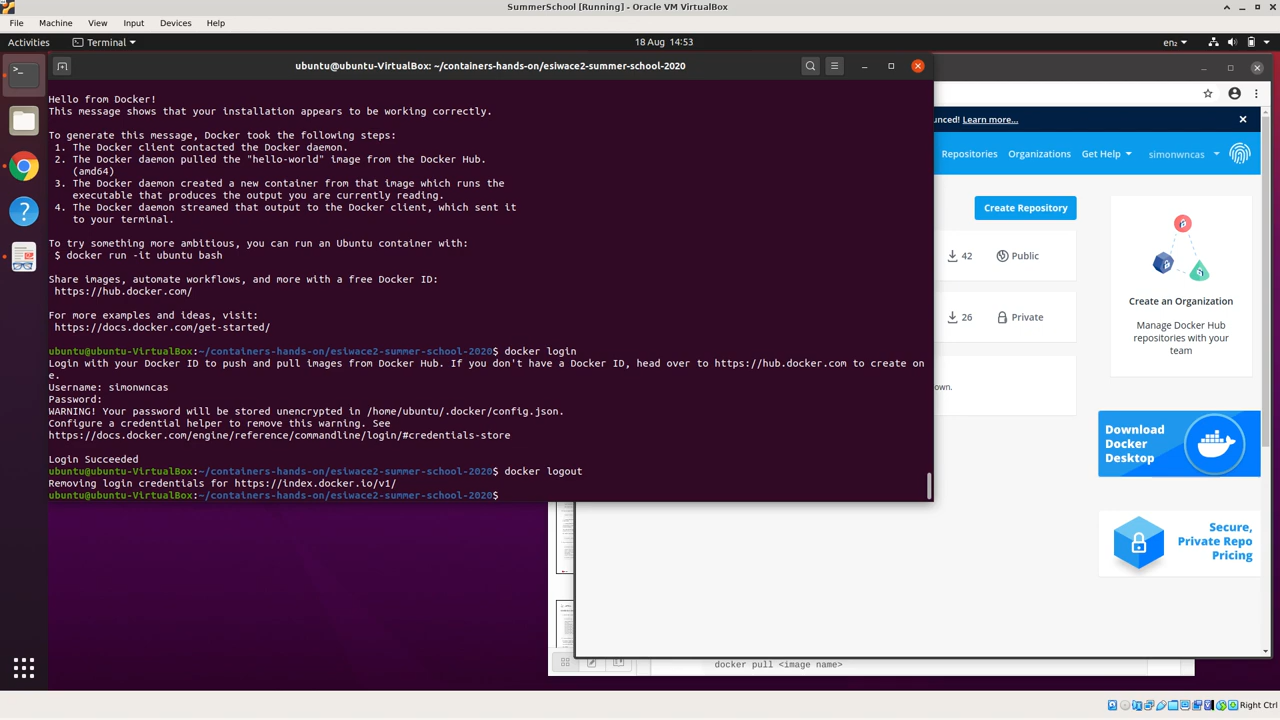 SummerSchool [Running] - Oracle VM VirtualBox
File Machine View Input Devices Help
Activities Terminal 18 Aug 14:53 en₂
ubuntu@ubuntu-VirtualBox: ~/containers-hands-on/esiwace2-summer-school-2020
Hello from Docker!
This message shows that your installation appears to be working correctly.
To generate this message, Docker took the following steps:
1. The Docker client contacted the Docker daemon.
2. The Docker daemon pulled the "hello-world" image from the Docker Hub.
(amd64)
3. The Docker daemon created a new container from that image which runs the
executable that produces the output you are currently reading.
4. The Docker daemon streamed that output to the Docker client, which sent it
to your terminal.
To try something more ambitious, you can run an Ubuntu container with:
$ docker run -it ubuntu bash
Share images, automate workflows, and more with a free Docker ID:
https://hub.docker.com/
For more examples and ideas, visit:
https://docs.docker.com/get-started/
ubuntu@ubuntu-VirtualBox:~/containers-hands-on/esiwace2-summer-school-2020$ docker login
Login with your Docker ID to push and pull images from Docker Hub. If you don't have a Docker ID, head over to https://hub.docker.com to create on
e.
Username: simonwncas
Password:
WARNING! Your password will be stored unencrypted in /home/ubuntu/.docker/config.json.
Configure a credential helper to remove this warning. See
https://docs.docker.com/engine/reference/commandline/login/#credentials-store
Login Succeeded
ubuntu@ubuntu-VirtualBox:~/containers-hands-on/esiwace2-summer-school-2020$ docker logout
Removing login credentials for https://index.docker.io/v1/
ubuntu@ubuntu-VirtualBox:~/containers-hands-on/esiwace2-summer-school-2020$
unced! Learn more...
Repositories Organizations Get Help simonwncas
Create Repository
42 Public
26 Private
own.
Create an Organization
Manage Docker Hub
repositories with your
team
Download
Docker
Desktop
Secure,
Private Repo
Pricing
docker pull <image name>
Right Ctrl